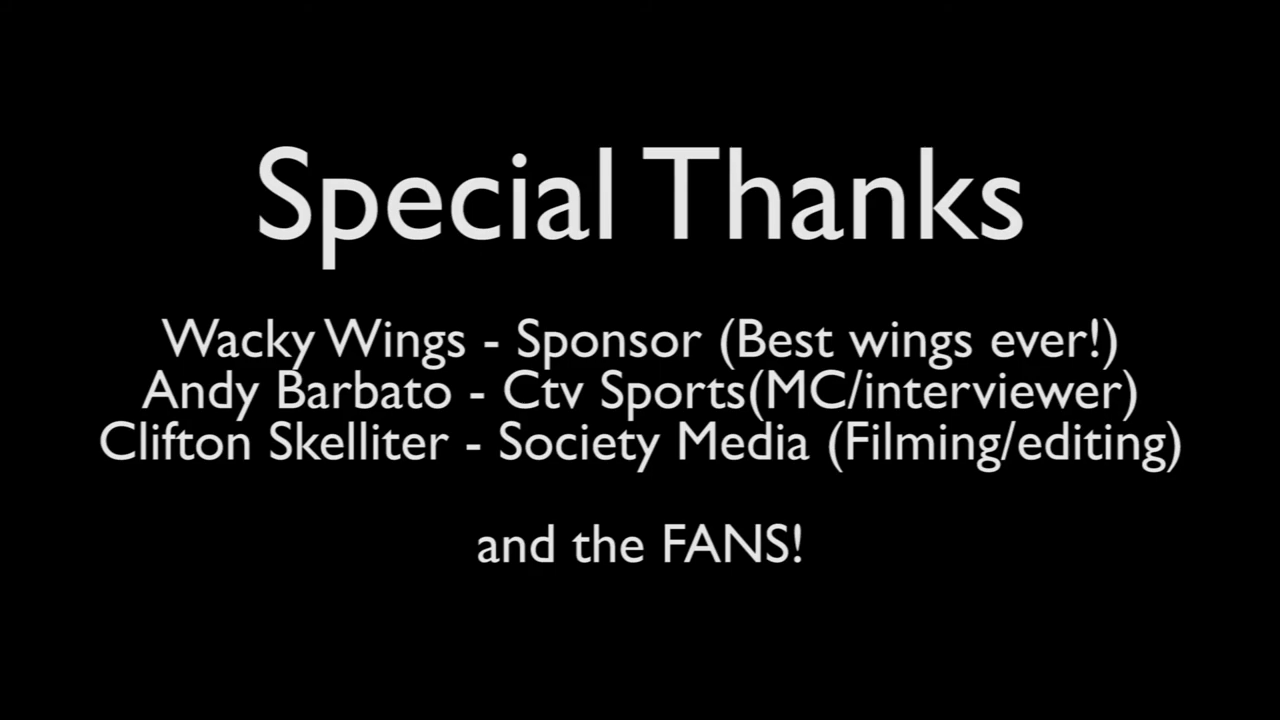 Special Thanks
Wacky Wings - Sponsor (Best wings ever!)
Andy Barbato - Ctv Sports(MC/interviewer)
Clifton Skelliter - Society Media (Filming/editing)
and the FANS!